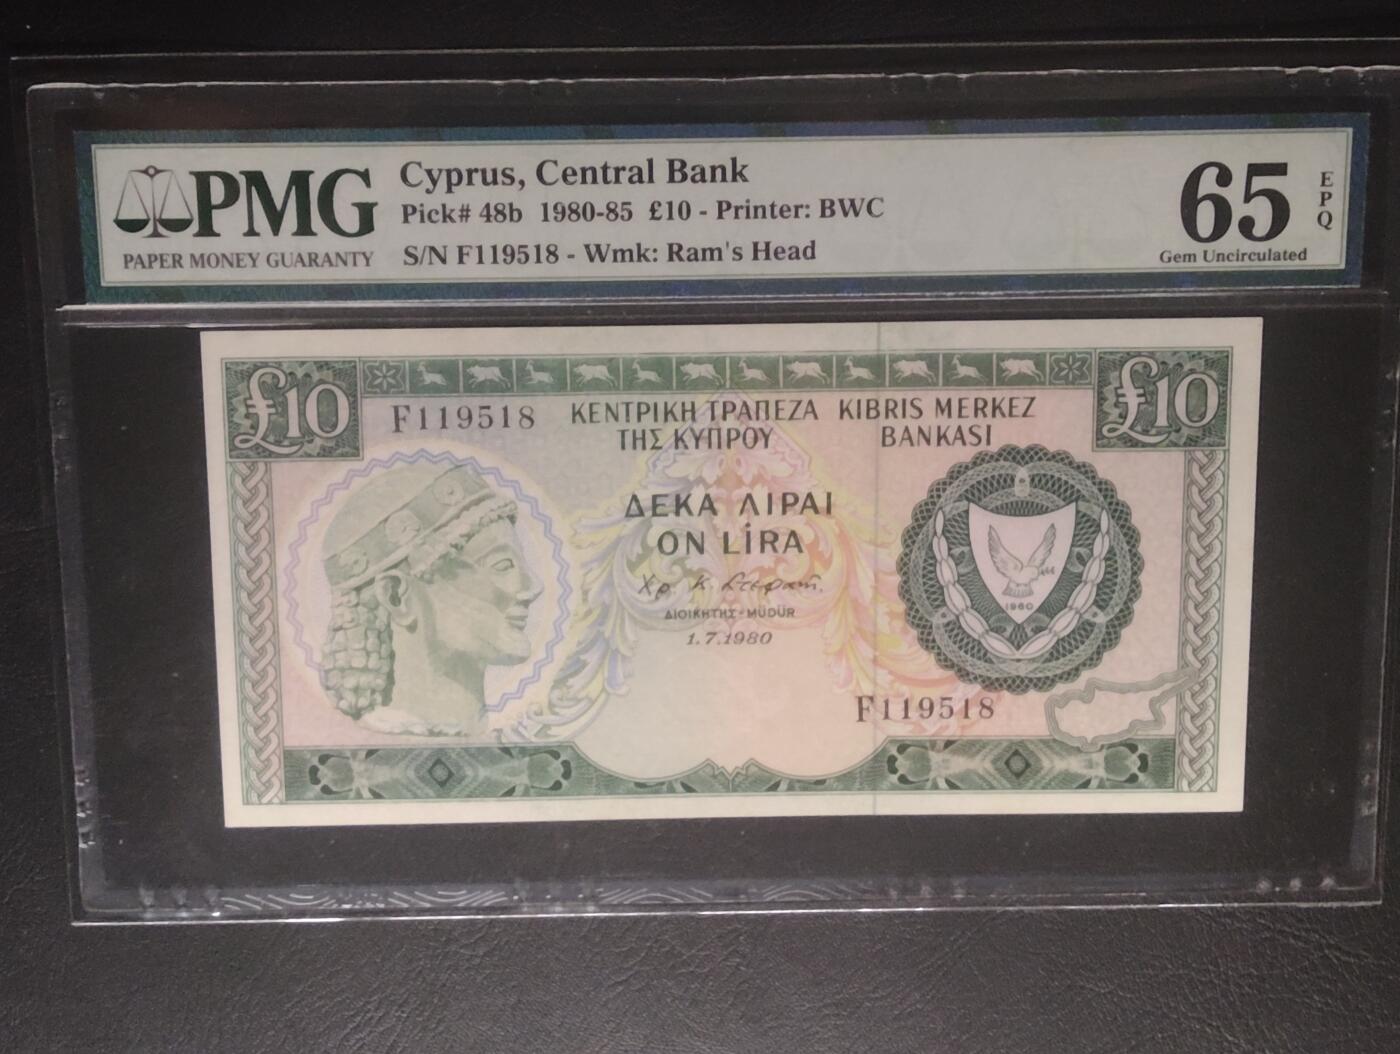 PMG
PAPER MONEY GUARANTY
Cyprus, Central Bank
Pick# 48b 1980-85 £10 - Printer: BWC
S/N F119518 - Wmk: Ram's Head
65
EPQ
Gem Uncirculated
£10
£10
F119518
ΚΕΝΤΡΙΚΗ ΤΡΑΠΕΖΑ KIBRIS MERKEZ
ΤΗΣ ΚΥΠΡΟΥ BANKASI
ΔΕΚΑ ΛΙΡΑΙ
ON LİRA
Χρ. Κ. Στεφανή.
ΔΙΟΙΚΗΤΗΣ - MÜDÜR
1.7.1980
1960
F119518